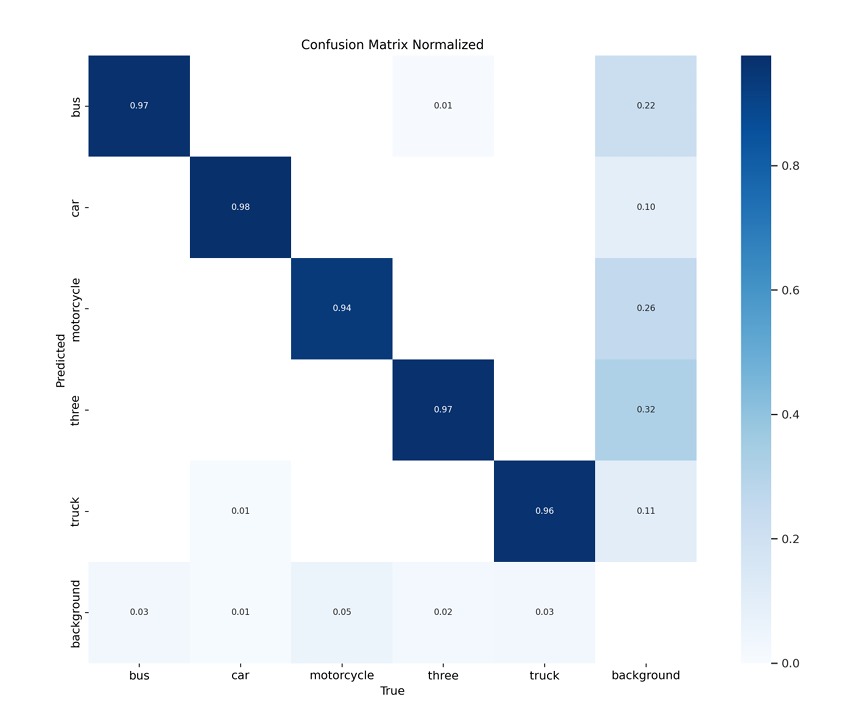 Confusion Matrix Normalized
bus 0.97 0.01 0.22
car 0.98 0.10
motorcycle 0.94 0.26
three 0.97 0.32
truck 0.01 0.96 0.11
background 0.03 0.01 0.05 0.02 0.03
bus car motorcycle three truck background
True
Predicted
0.8
0.6
0.4
0.2
0.0